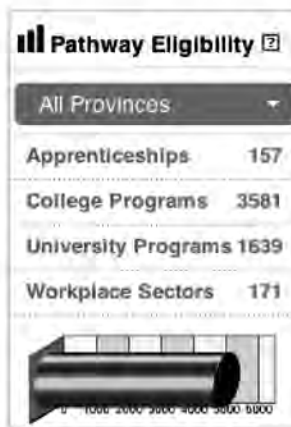 Pathway Eligibility ?
All Provinces
Apprenticeships 157
College Programs 3581
University Programs 1639
Workplace Sectors 171
0 1000 2000 3000 4000 5000 6000